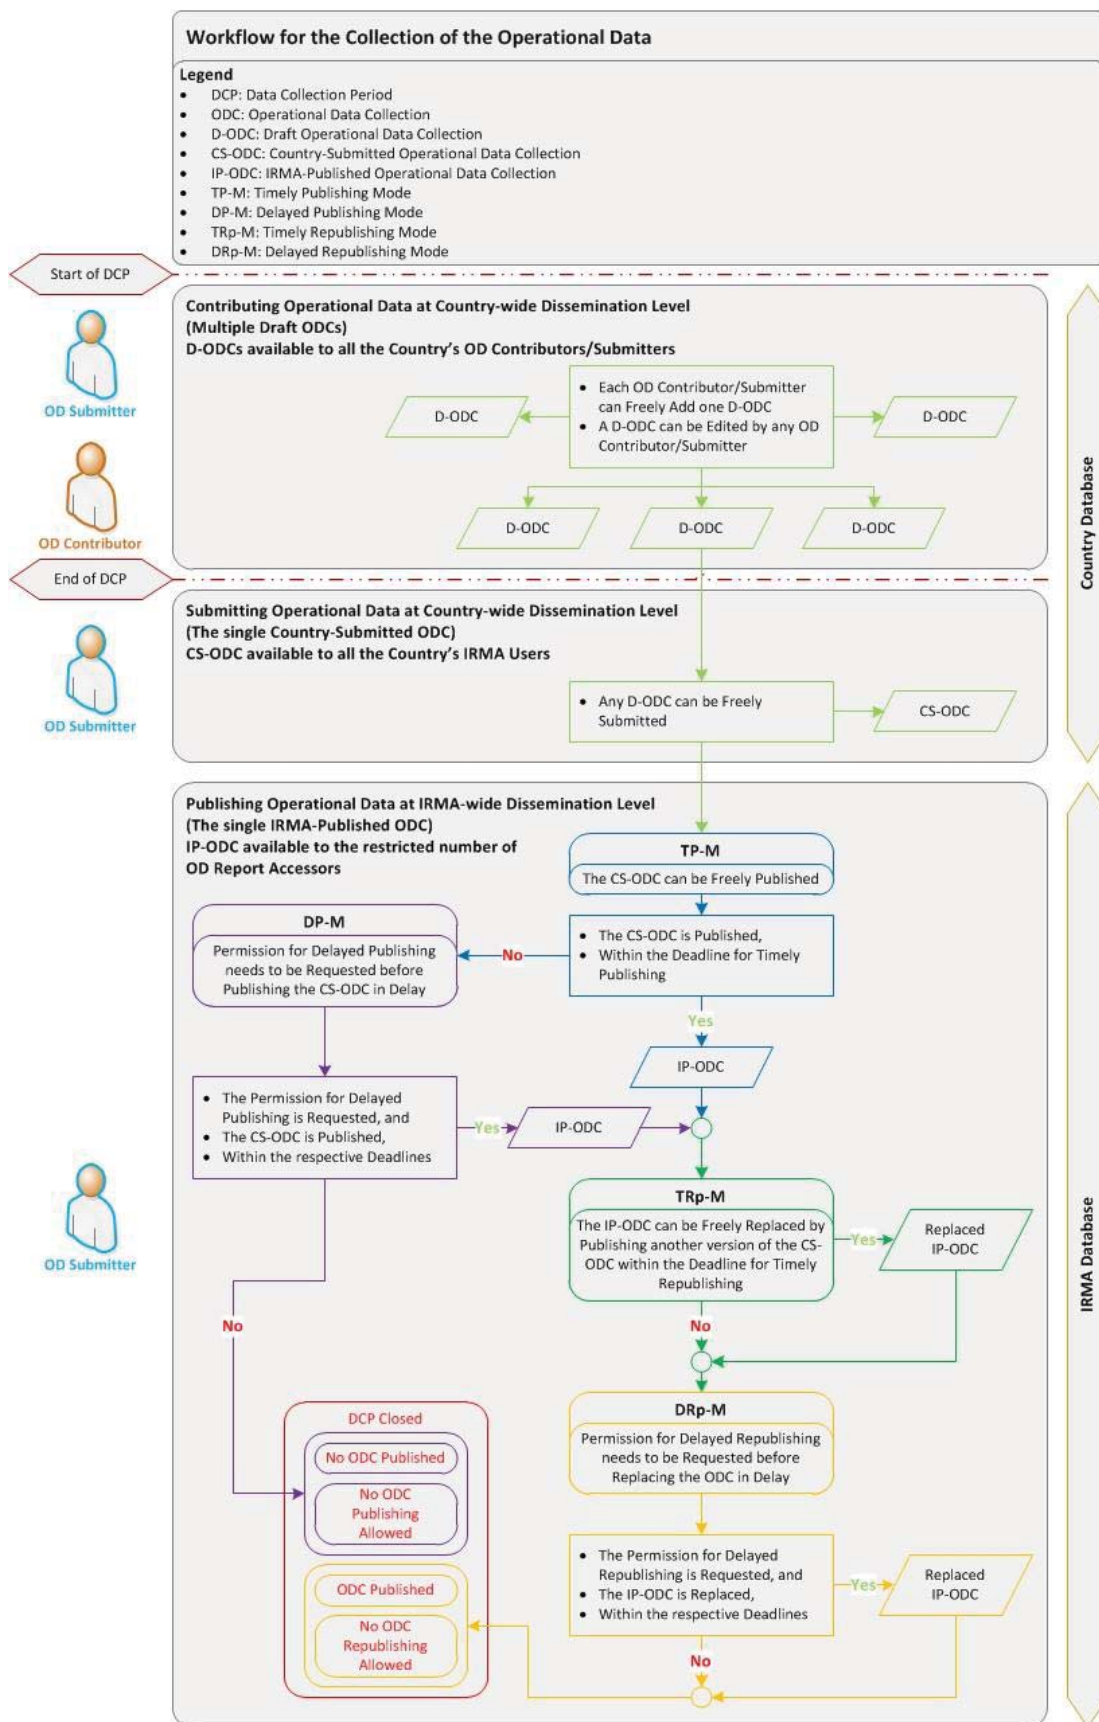 Workflow for the Collection of the Operational Data
Legend
• DCP: Data Collection Period
• ODC: Operational Data Collection
• D-ODC: Draft Operational Data Collection
• CS-ODC: Country-Submitted Operational Data Collection
• IP-ODC: IRMA-Published Operational Data Collection
• TP-M: Timely Publishing Mode
• DP-M: Delayed Publishing Mode
• TRp-M: Timely Republishing Mode
• DRp-M: Delayed Republishing Mode
Start of DCP
Contributing Operational Data at Country-wide Dissemination Level
(Multiple Draft ODCs)
D-ODCs available to all the Country's OD Contributors/Submitters
OD Submitter
• Each OD Contributor/Submitter
can Freely Add one D-ODC
• A D-ODC can be Edited by any OD
Contributor/Submitter
D-ODC
D-ODC
D-ODC
D-ODC
D-ODC
OD Contributor
Country Database
End of DCP
Submitting Operational Data at Country-wide Dissemination Level
(The single Country-Submitted ODC)
CS-ODC available to all the Country's IRMA Users
OD Submitter
• Any D-ODC can be Freely
Submitted
CS-ODC
Publishing Operational Data at IRMA-wide Dissemination Level
(The single IRMA-Published ODC)
IP-ODC available to the restricted number of
OD Report Accessors
TP-M
The CS-ODC can be Freely Published
DP-M
Permission for Delayed Publishing
needs to be Requested before
Publishing the CS-ODC in Delay
No
• The CS-ODC is Published,
• Within the Deadline for Timely
Publishing
Yes
IP-ODC
• The Permission for Delayed
Publishing is Requested, and
• The CS-ODC is Published,
• Within the respective Deadlines
Yes
IP-ODC
OD Submitter
TRp-M
The IP-ODC can be Freely Replaced by
Publishing another version of the CS-
ODC within the Deadline for Timely
Republishing
Yes
Replaced
IP-ODC
IRMA Database
No
No
DRp-M
Permission for Delayed Republishing
needs to be Requested before
Replacing the ODC in Delay
DCP Closed
No ODC Published
No ODC
Publishing
Allowed
ODC Published
No ODC
Republishing
Allowed
• The Permission for Delayed
Republishing is Requested, and
• The IP-ODC is Replaced,
• Within the respective Deadlines
Yes
Replaced
IP-ODC
No